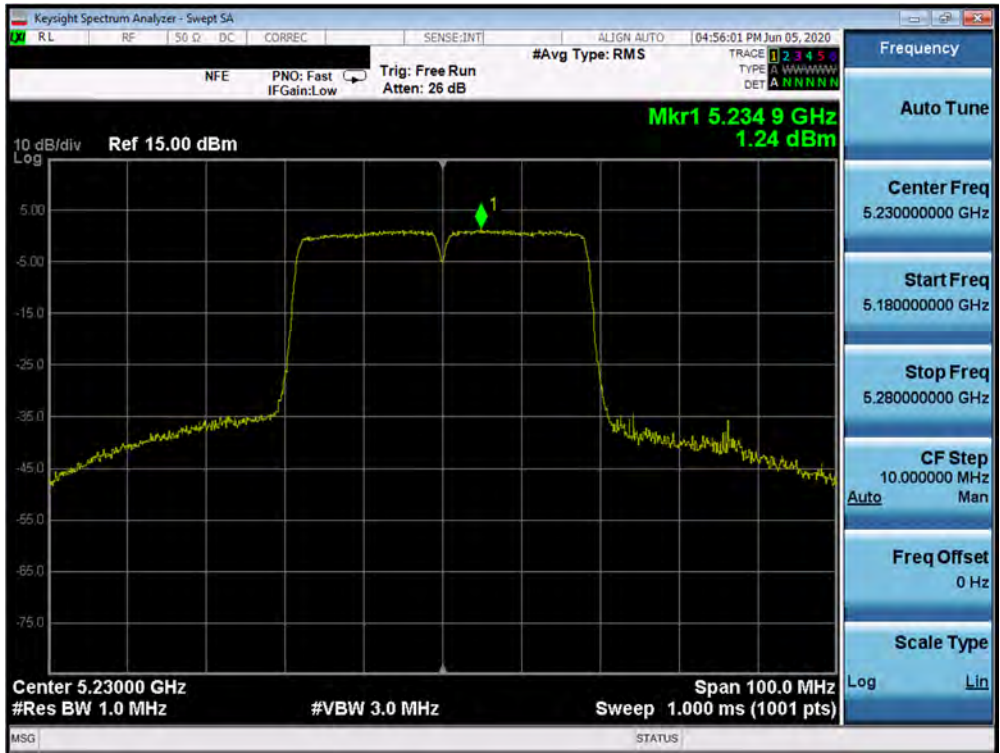 Keysight Spectrum Analyzer - Swept SA
LXI RL RF 50 Ω DC CORREC SENSE:INT ALIGN AUTO 04:56:01 PM Jun 05, 2020
#Avg Type: RMS TRACE 1 2 3 4 5 6
NFE PNO: Fast Trig: Free Run TYPE A WWWWW
IFGain:Low Atten: 26 dB DET A N N N N N
Mkr1 5.234 9 GHz
1.24 dBm
10 dB/div Ref 15.00 dBm
Log
1
5.00
-5.00
-15.0
-25.0
-35.0
-45.0
-55.0
-65.0
-75.0
Center 5.23000 GHz Span 100.0 MHz
#Res BW 1.0 MHz #VBW 3.0 MHz Sweep 1.000 ms (1001 pts)
MSG STATUS
Frequency
Auto Tune
Center Freq
5.230000000 GHz
Start Freq
5.180000000 GHz
Stop Freq
5.280000000 GHz
CF Step
10.000000 MHz
Auto Man
Freq Offset
0 Hz
Scale Type
Log Lin